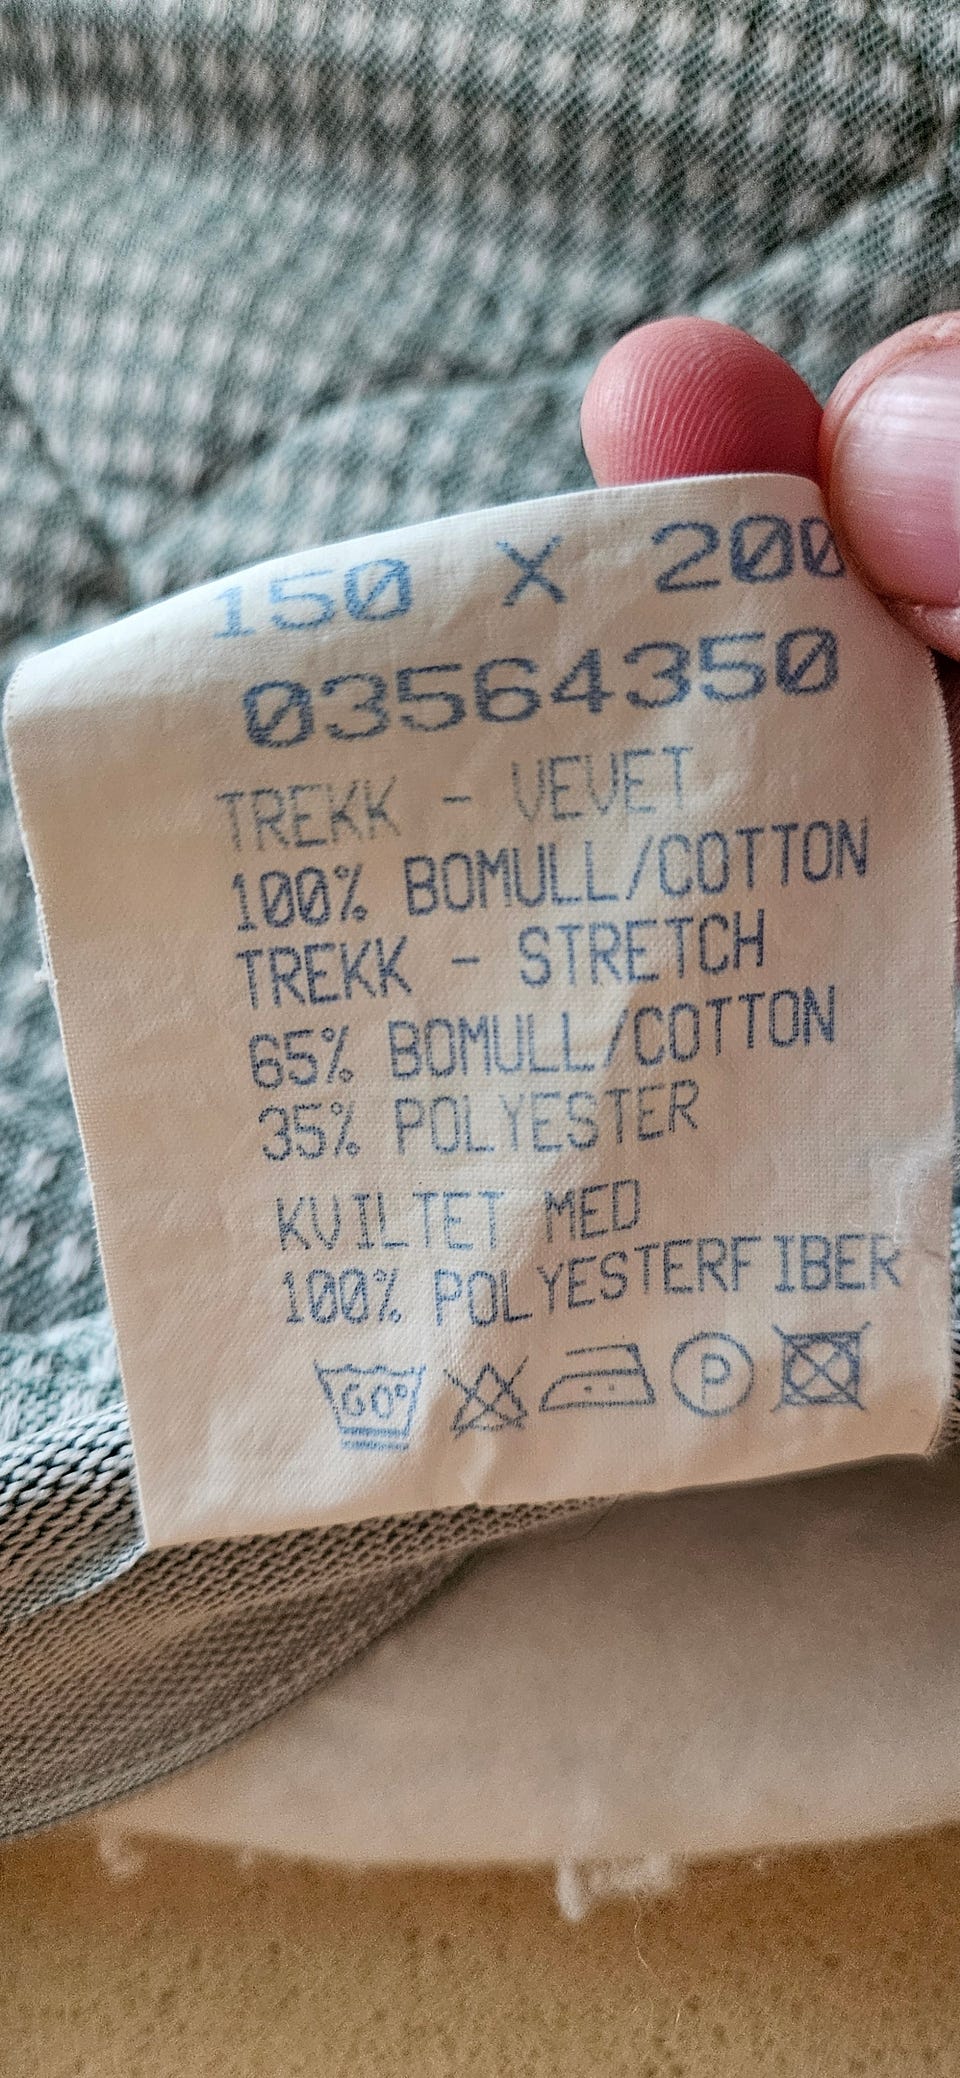 150 X 200
03564350
TREKK - VEVET
100% BOMULL/COTTON
TREKK - STRETCH
65% BOMULL/COTTON
35% POLYESTER
KVILTET MED
100% POLYESTERFIBER
60° P